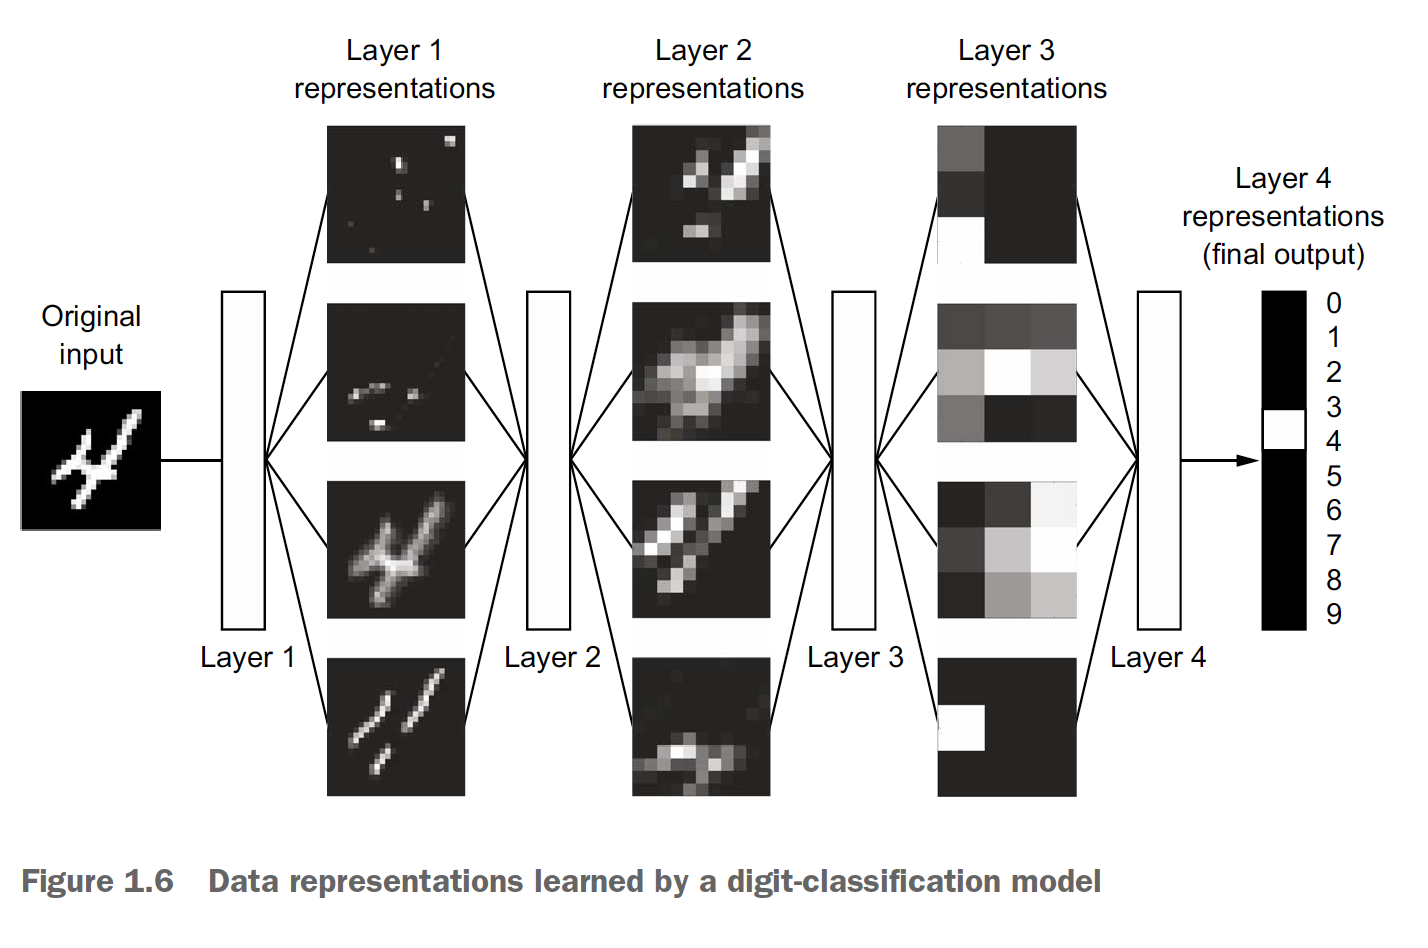 Layer 1
representations
Layer 2
representations
Layer 3
representations
Layer 4
representations
(final output)
Original
input
0
1
2
3
4
5
6
7
8
9
Layer 1
Layer 2
Layer 3
Layer 4
Figure 1.6 Data representations learned by a digit-classification model